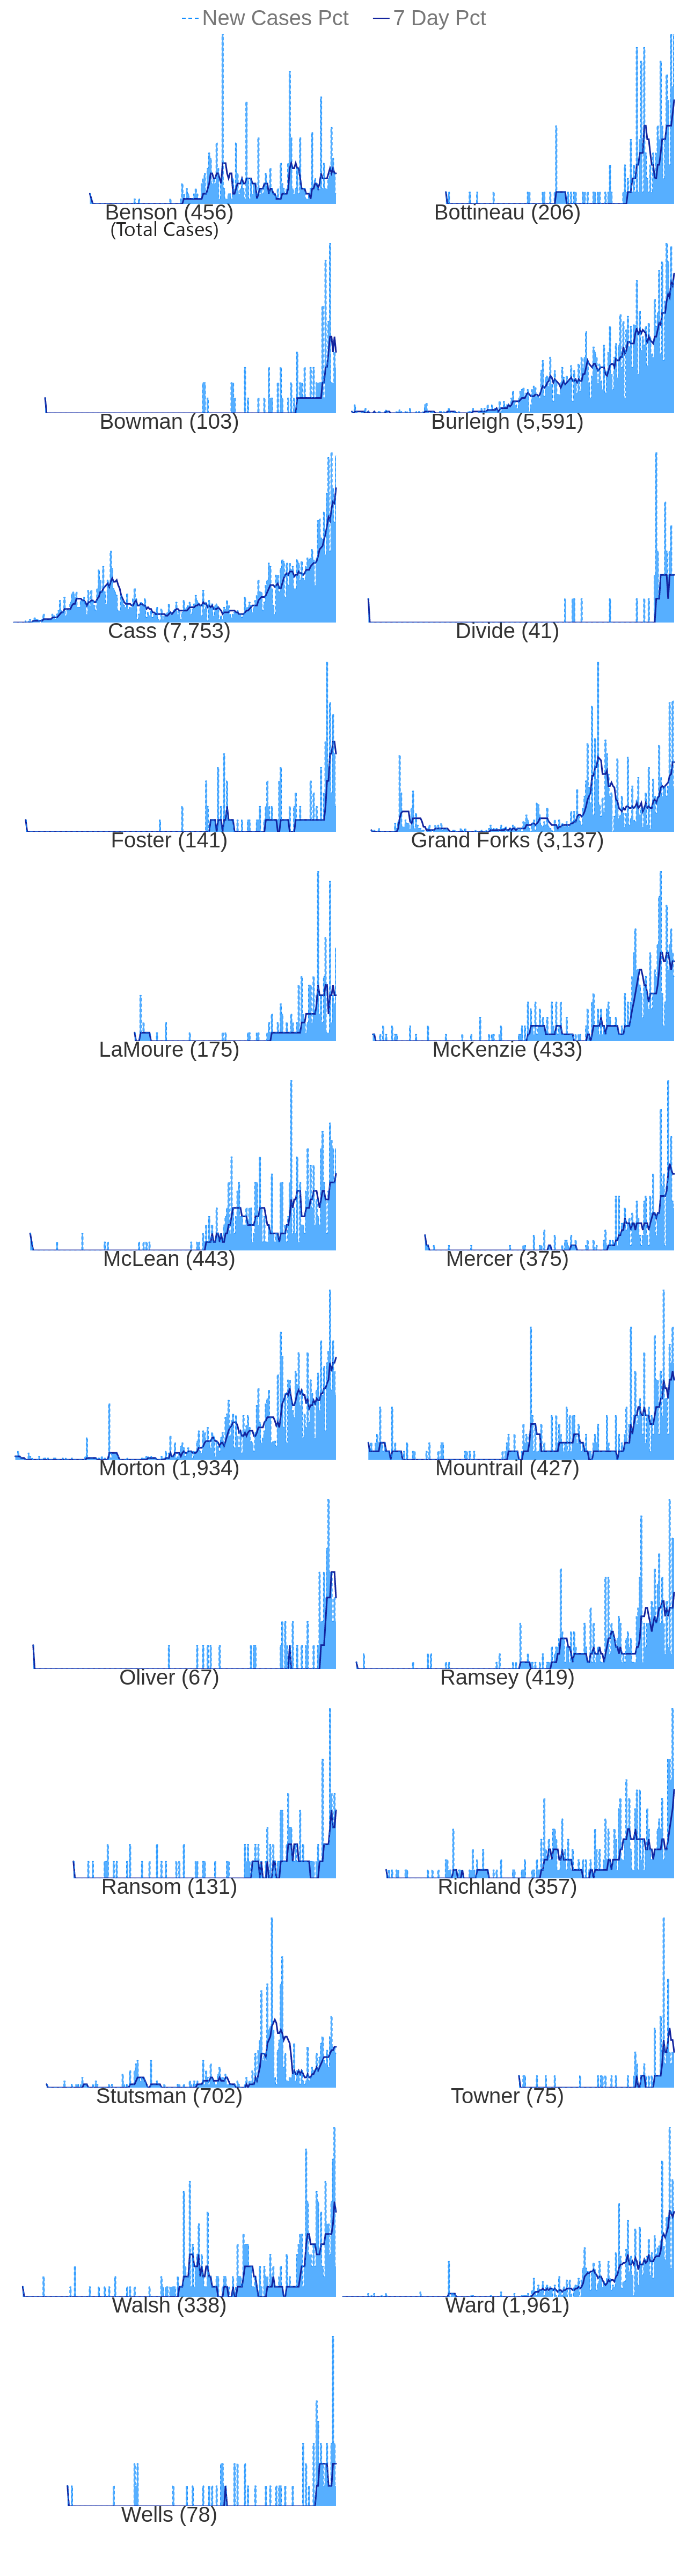 New Cases Pct 7 Day Pct
Benson (456) Bottineau (206)
(Total Cases)
Bowman (103) Burleigh (5,591)
Cass (7,753) Divide (41)
Foster (141) Grand Forks (3,137)
LaMoure (175) McKenzie (433)
McLean (443) Mercer (375)
Morton (1,934) Mountrail (427)
Oliver (67) Ramsey (419)
Ransom (131) Richland (357)
Stutsman (702) Towner (75)
Walsh (338) Ward (1,961)
Wells (78)